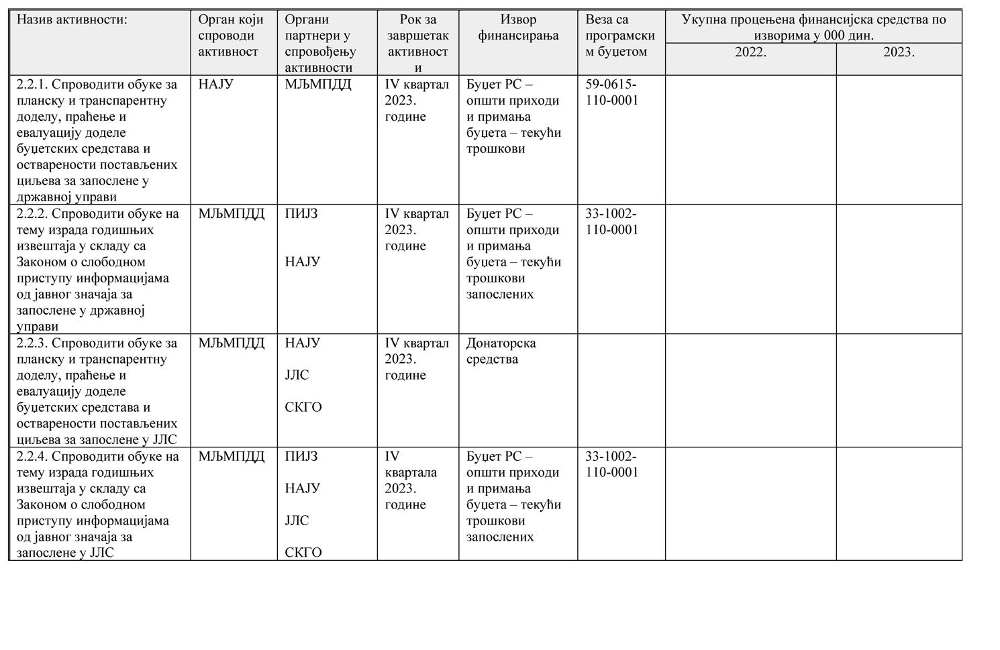 Назив активности:
Орган који
спроводи
активност
Органи
партнери у
спровођењу
активности
Рок за
завршетак
активност
и
Извор
финансирања
Веза са
програмски
м буџетом
Укупна процењена финансијска средства по
изворима у 000 дин.
2022.
2023.
2.2.1. Спроводити обуке за
планску и транспарентну
доделу, праћење и
евалуацију доделе
буџетских средстава и
остварености постављених
циљева за запослене у
државној управи
НАЈУ
МЉМПДД
IV квартал
2023.
године
Буџет РС –
општи приходи
и примања
буџета – текући
трошкови
59-0615-
110-0001
2.2.2. Спроводити обуке на
тему израда годишњих
извештаја у складу са
Законом о слободном
приступу информацијама
од јавног значаја за
запослене у државној
управи
МЉМПДД
ПИЈЗ
НАЈУ
IV квартал
2023.
године
Буџет РС –
општи приходи
и примања
буџета – текући
трошкови
запослених
33-1002-
110-0001
2.2.3. Спроводити обуке за
планску и транспарентну
доделу, праћење и
евалуацију доделе
буџетских средстава и
остварености постављених
циљева за запослене у ЈЛС
МЉМПДД
НАЈУ
ЈЛС
СКГО
IV квартал
2023.
године
Донаторска
средства
2.2.4. Спроводити обуке на
тему израда годишњих
извештаја у складу са
Законом о слободном
приступу информацијама
од јавног значаја за
запослене у ЈЛС
МЉМПДД
ПИЈЗ
НАЈУ
ЈЛС
СКГО
IV
квартала
2023.
године
Буџет РС –
општи приходи
и примања
буџета – текући
трошкови
запослених
33-1002-
110-0001